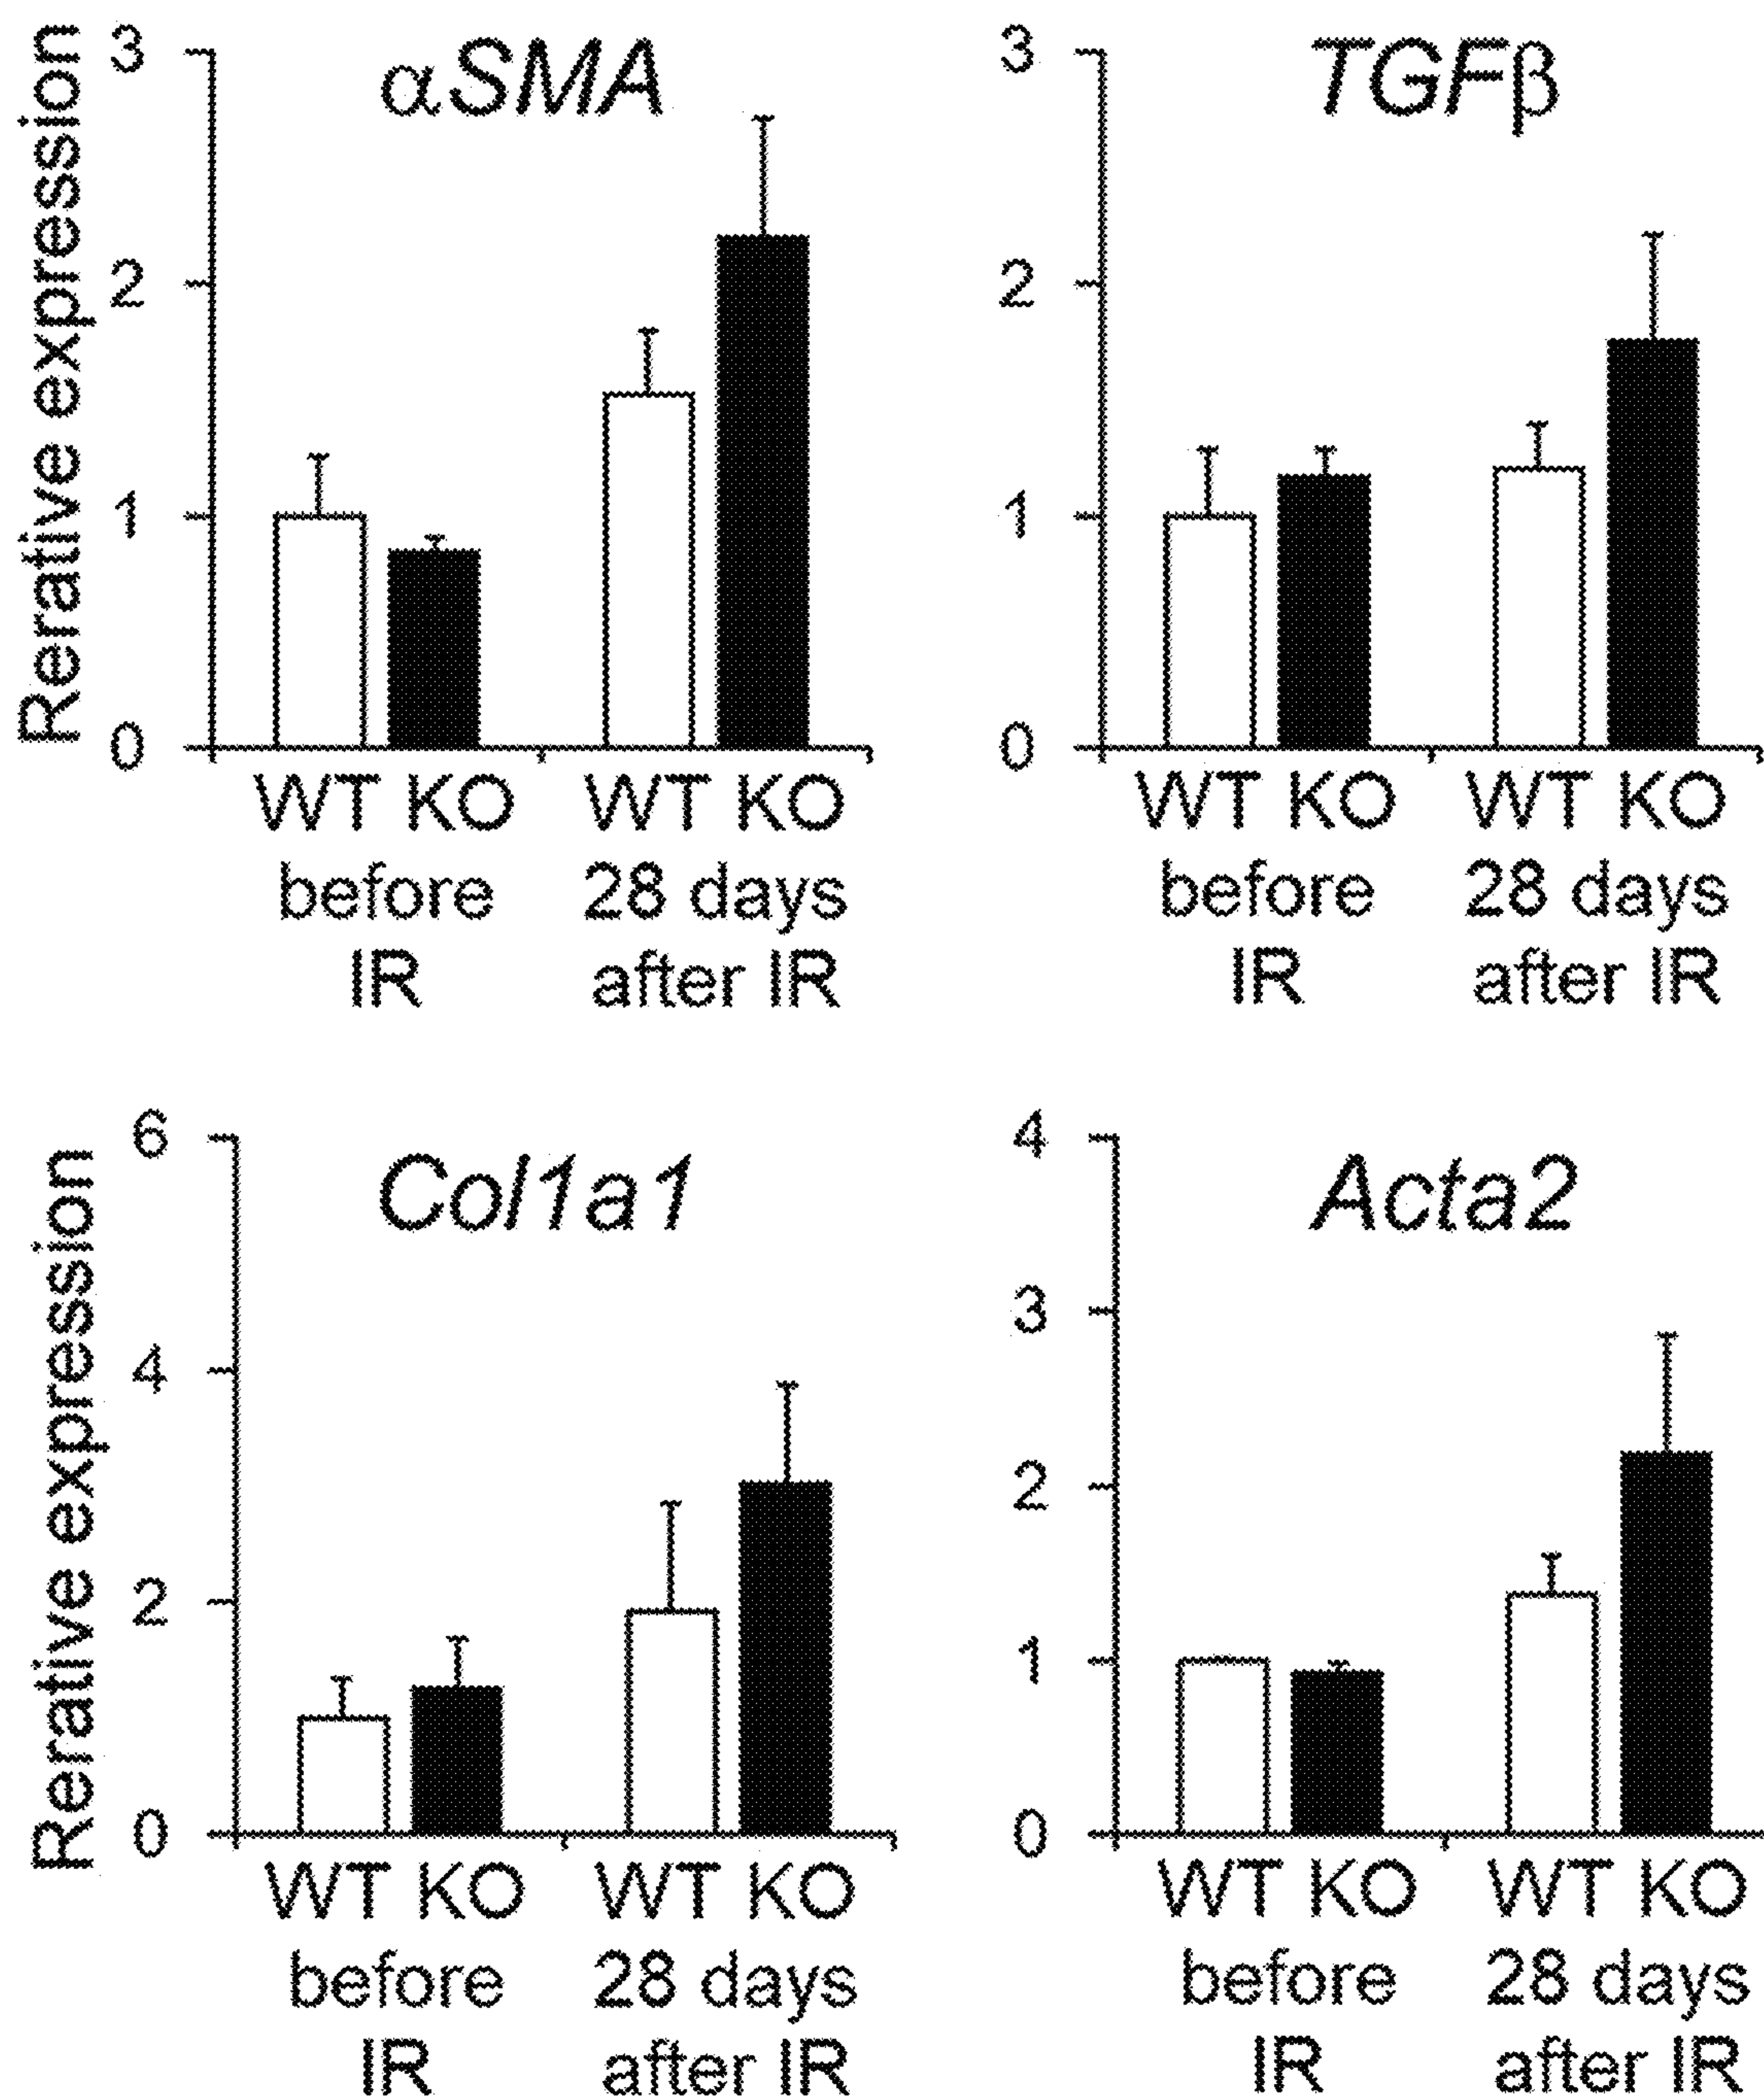 Rerative expression
αSMA
3
2
1
0
WT KO WT KO
before 28 days
IR after IR
TGFβ
3
2
1
0
WT KO WT KO
before 28 days
IR after IR
Rerative expression
Col1a1
6
4
2
0
WT KO WT KO
before 28 days
IR after IR
Acta2
4
3
2
1
0
WT KO WT KO
before 28 days
IR after IR